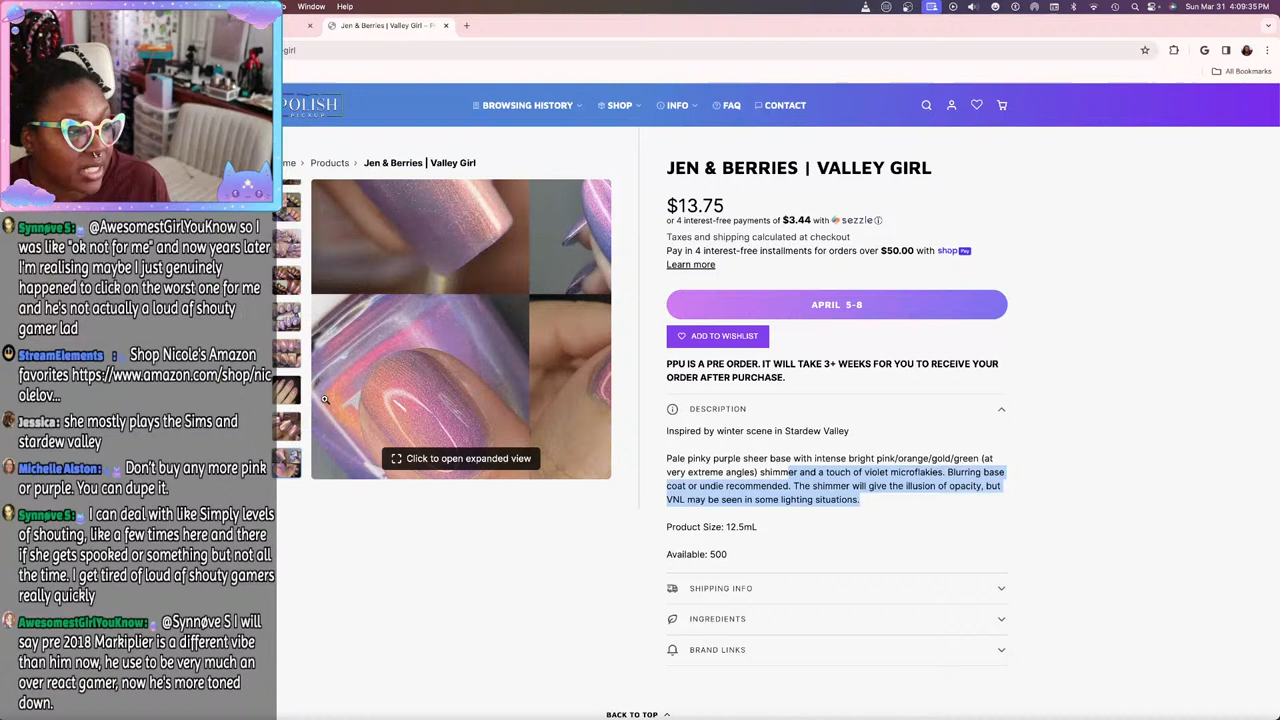 Window Help
Sun Mar 31 4:09:35 PM
Jen & Berries | Valley Girl – P
All Bookmarks
POLISH
PICKUP
BROWSING HISTORY
SHOP
INFO
FAQ
CONTACT
Products
Jen & Berries | Valley Girl
JEN & BERRIES | VALLEY GIRL
$13.75
or 4 interest-free payments of $3.44 with sezzle
Taxes and shipping calculated at checkout
Pay in 4 interest-free installments for orders over $50.00 with shop Pay
Learn more
APRIL 5-8
ADD TO WISHLIST
PPU IS A PRE ORDER. IT WILL TAKE 3+ WEEKS FOR YOU TO RECEIVE YOUR
ORDER AFTER PURCHASE.
DESCRIPTION
Inspired by winter scene in Stardew Valley
Pale pinky purple sheer base with intense bright pink/orange/gold/green (at
very extreme angles) shimmer and a touch of violet microflakies. Blurring base
coat or undie recommended. The shimmer will give the illusion of opacity, but
VNL may be seen in some lighting situations.
Product Size: 12.5mL
Available: 500
SHIPPING INFO
INGREDIENTS
BRAND LINKS
BACK TO TOP
Click to open expanded view
Synnøve S: @AwesomestGirlYouKnow so I
was like "ok not for me" and now years later
I'm realising maybe I just genuinely
happened to click on the worst one for me
and he's not actually a loud af shouty
gamer lad
StreamElements : Shop Nicole's Amazon
favorites https://www.amazon.com/shop/nic
olelov...
Jessica: she mostly plays the Sims and
stardew valley
Michelle Alston: Don't buy any more pink
or purple. You can dupe it.
Synnøve S: I can deal with like Simply levels
of shouting, like a few times here and there
if she gets spooked or something but not all
the time. I get tired of loud af shouty gamers
really quickly
AwesomestGirlYouKnow: @Synnøve S I will
say pre 2018 Markiplier is a different vibe
than him now, he use to be very much an
over react gamer, now he's more toned
down.